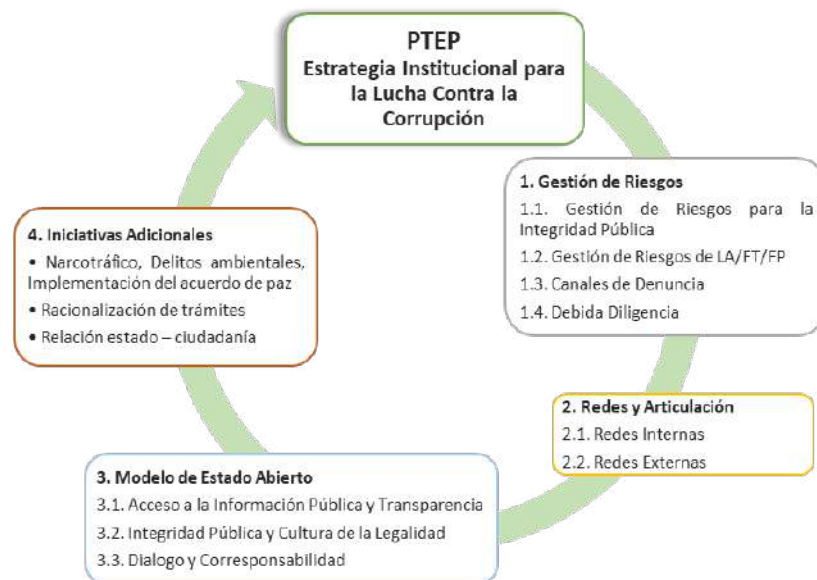 PTEP
Estrategia Institucional para
la Lucha Contra la
Corrupción
1. Gestión de Riesgos
1.1. Gestión de Riesgos para la
Integridad Pública
1.2. Gestión de Riesgos de LA/FT/FP
1.3. Canales de Denuncia
1.4. Debida Diligencia
2. Redes y Articulación
2.1. Redes Internas
2.2. Redes Externas
3. Modelo de Estado Abierto
3.1. Acceso a la Información Pública y Transparencia
3.2. Integridad Pública y Cultura de la Legalidad
3.3. Dialogo y Corresponsabilidad
4. Iniciativas Adicionales
• Narcotráfico, Delitos ambientales,
Implementación del acuerdo de paz
• Racionalización de trámites
• Relación estado – ciudadanía